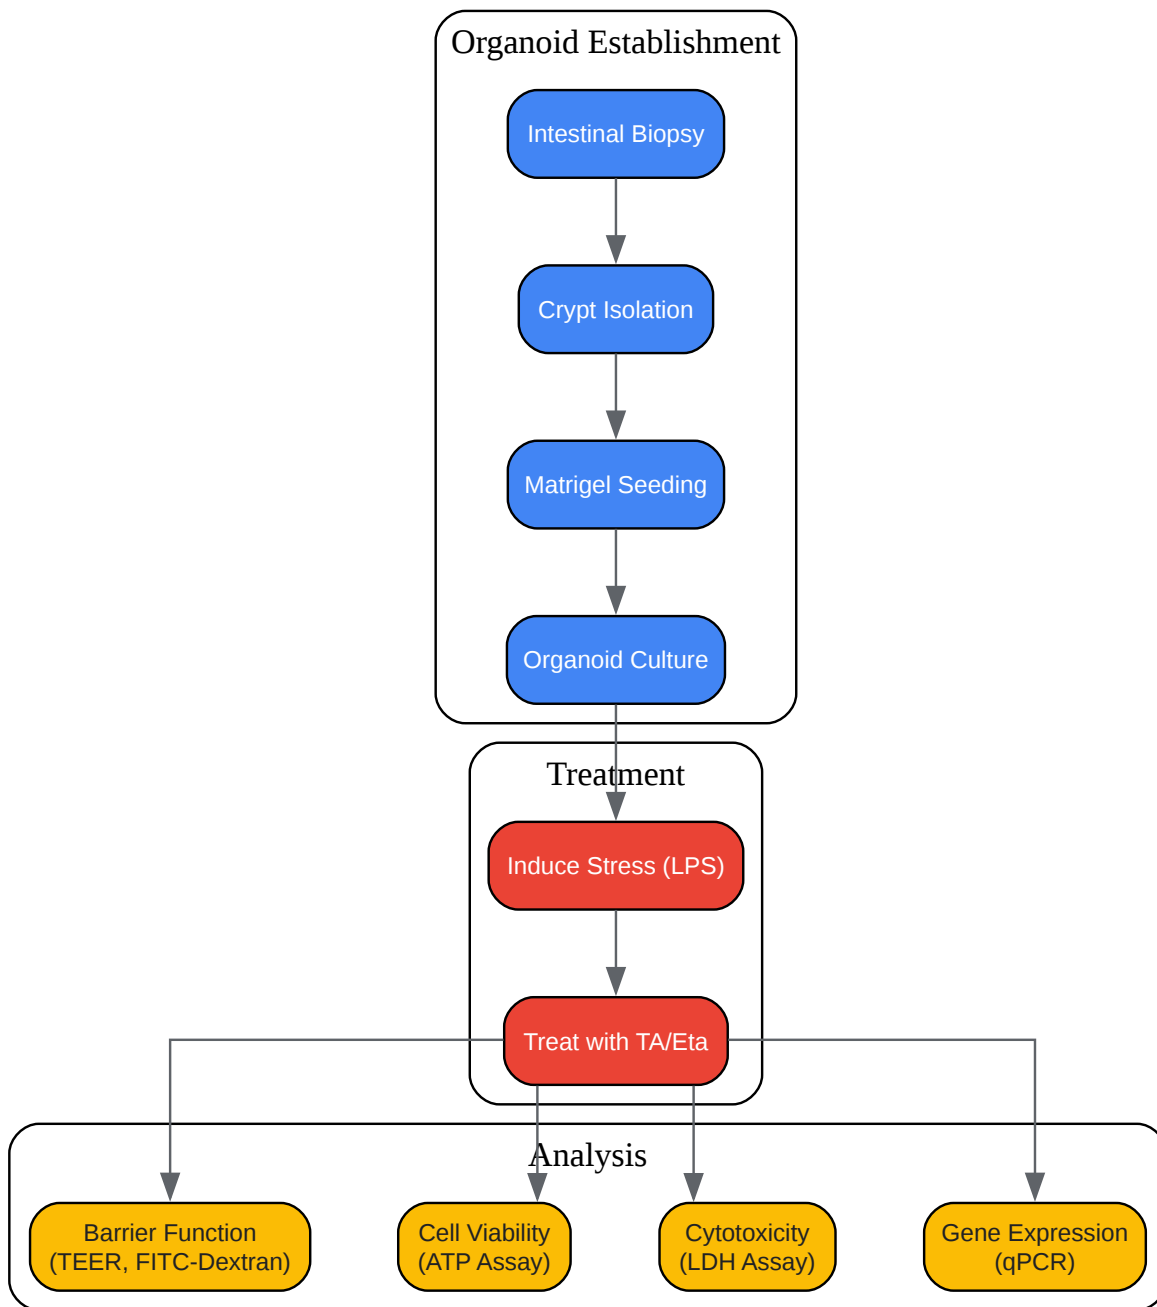 Organoid Establishment
Intestinal Biopsy
Crypt Isolation
Matrigel Seeding
Organoid Culture
Treatment
Induce Stress (LPS)
Treat with TA/Eta
Analysis
Barrier Function
(TEER, FITC-Dextran)
Cell Viability
(ATP Assay)
Cytotoxicity
(LDH Assay)
Gene Expression
(qPCR)